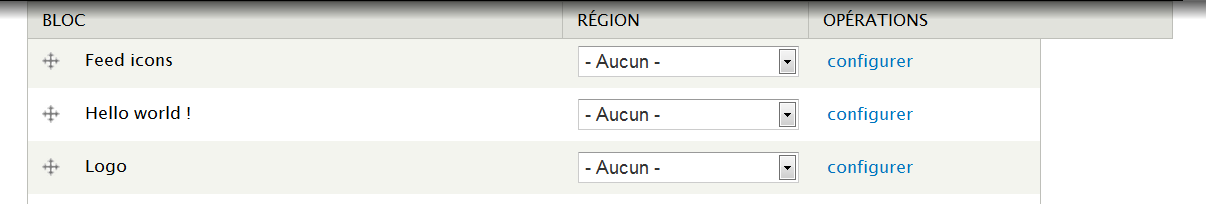 BLOC RÉGION OPÉRATIONS
Feed icons - Aucun - configurer
Hello world ! - Aucun - configurer
Logo - Aucun - configurer